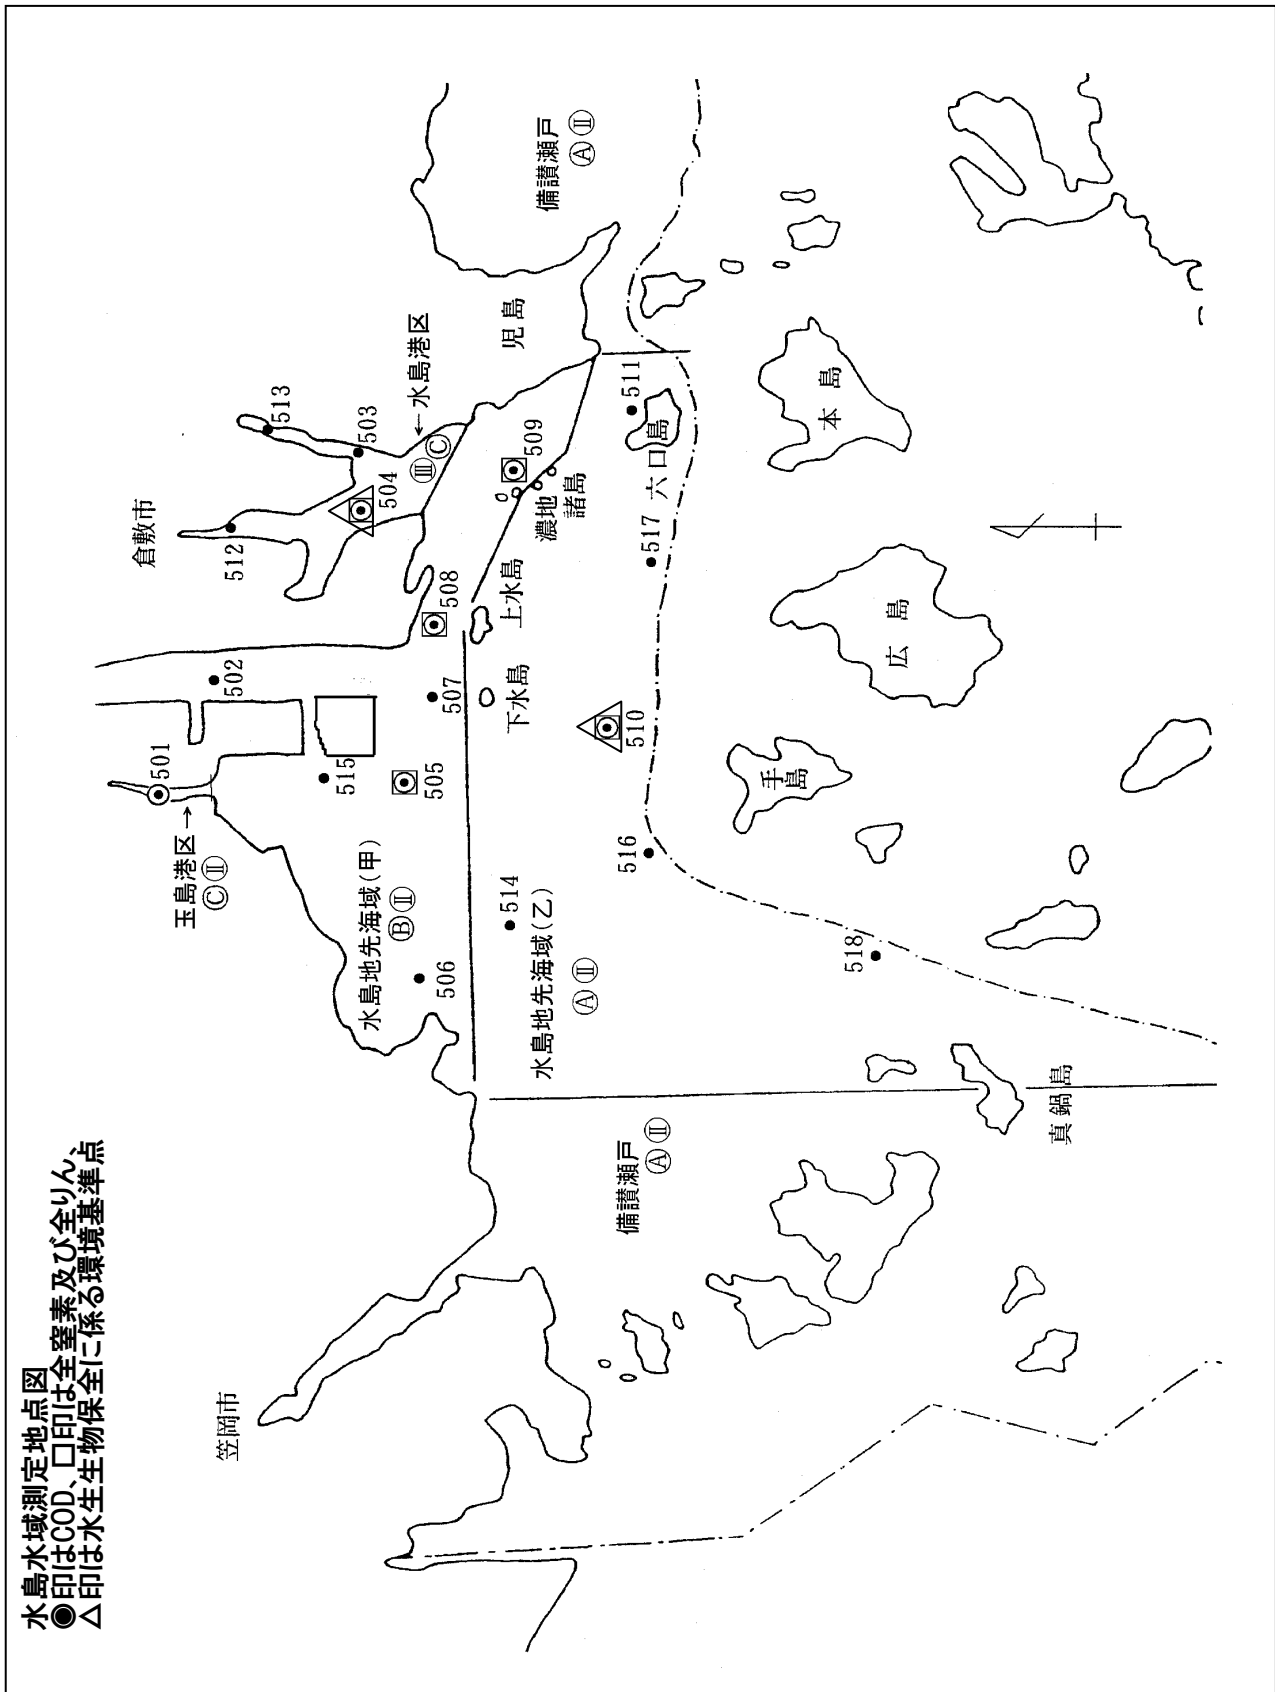 水島水域測定地点図
◉印はCOD、□印は全窒素及び全りん、
△印は水生生物保全に係る環境基準点
笠岡市
倉敷市
玉島港区→
Ⓒ Ⅱ
501
502
512
513
503
504
←水島港区
Ⅲ Ⓒ
児島
備讃瀬戸
Ⓐ Ⅱ
515
505
507
508
509
水島地先海域(甲)
Ⓑ Ⅱ
506
下水島
上水島
濃地
諸島
514
水島地先海域(乙)
Ⓐ Ⅱ
510
511
六口島
516
517
518
備讃瀬戸
Ⓐ Ⅱ
真鍋島
手島
広島
本島